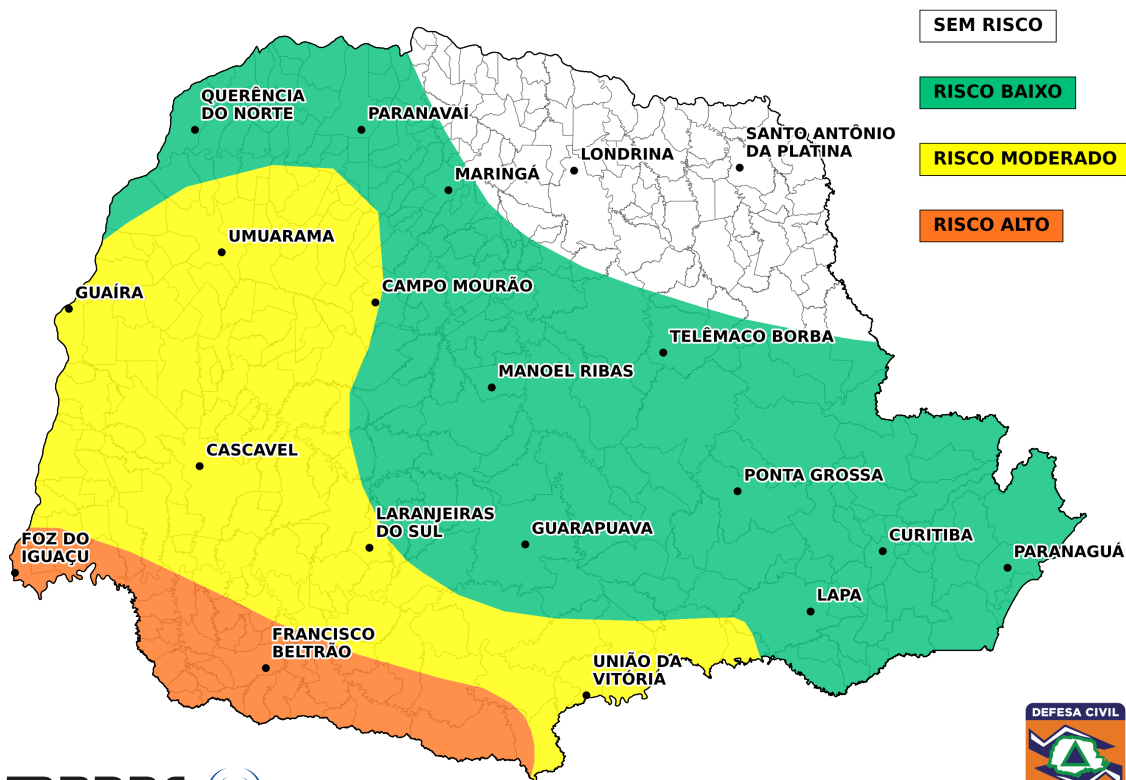 SEM RISCO
RISCO BAIXO
RISCO MODERADO
RISCO ALTO
QUERÊNCIA
DO NORTE
PARANAVAÍ
SANTO ANTÔNIO
DA PLATINA
LONDRINA
MARINGÁ
UMUARAMA
GUAÍRA
CAMPO MOURÃO
TELÊMACO BORBA
MANOEL RIBAS
CASCAVEL
PONTA GROSSA
LARANJEIRAS
DO SUL
GUARAPUAVA
CURITIBA
FOZ DO
IGUAÇU
PARANAGUÁ
LAPA
FRANCISCO
BELTRÃO
UNIÃO DA
VITÓRIA
DEFESA CIVIL